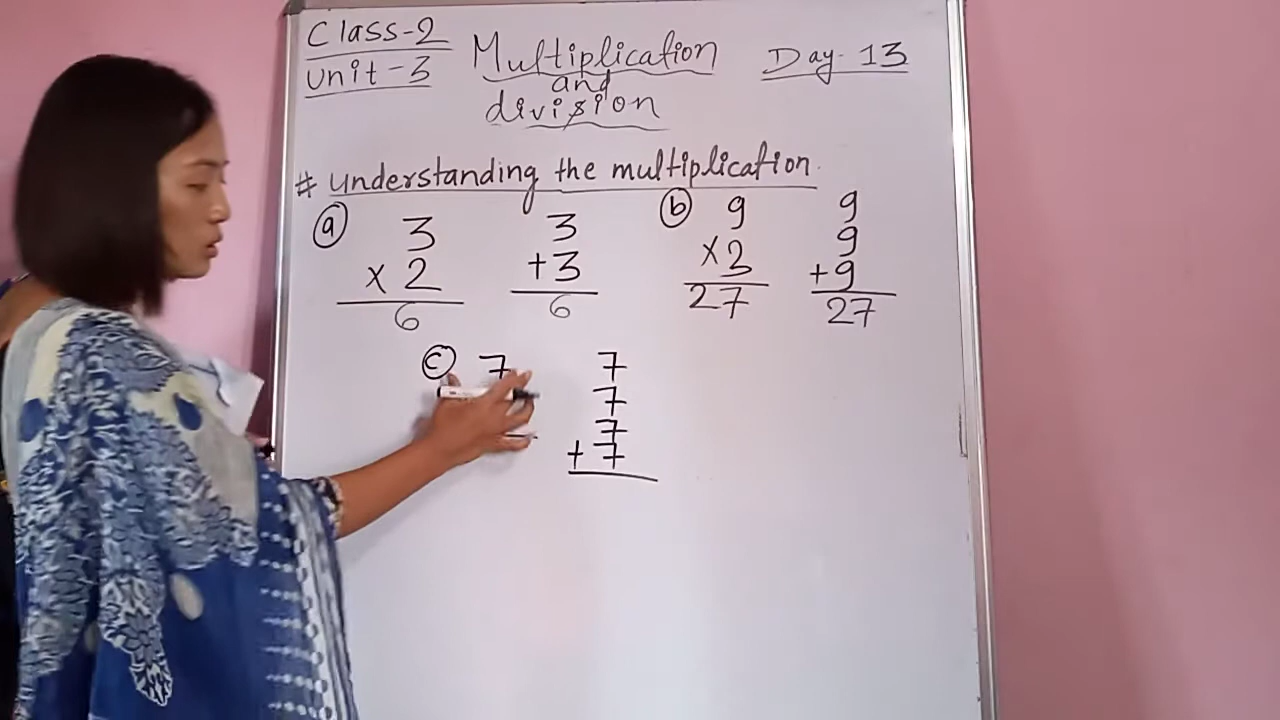 Class-2
Unit-3
Multiplication
and
division
Day-13
# Understanding the multiplication.
(a) 3
× 2
6
3
+3
6
(b) 9
×3
27
9
9
+9
27
(c) 7
7
7
7
+ 7